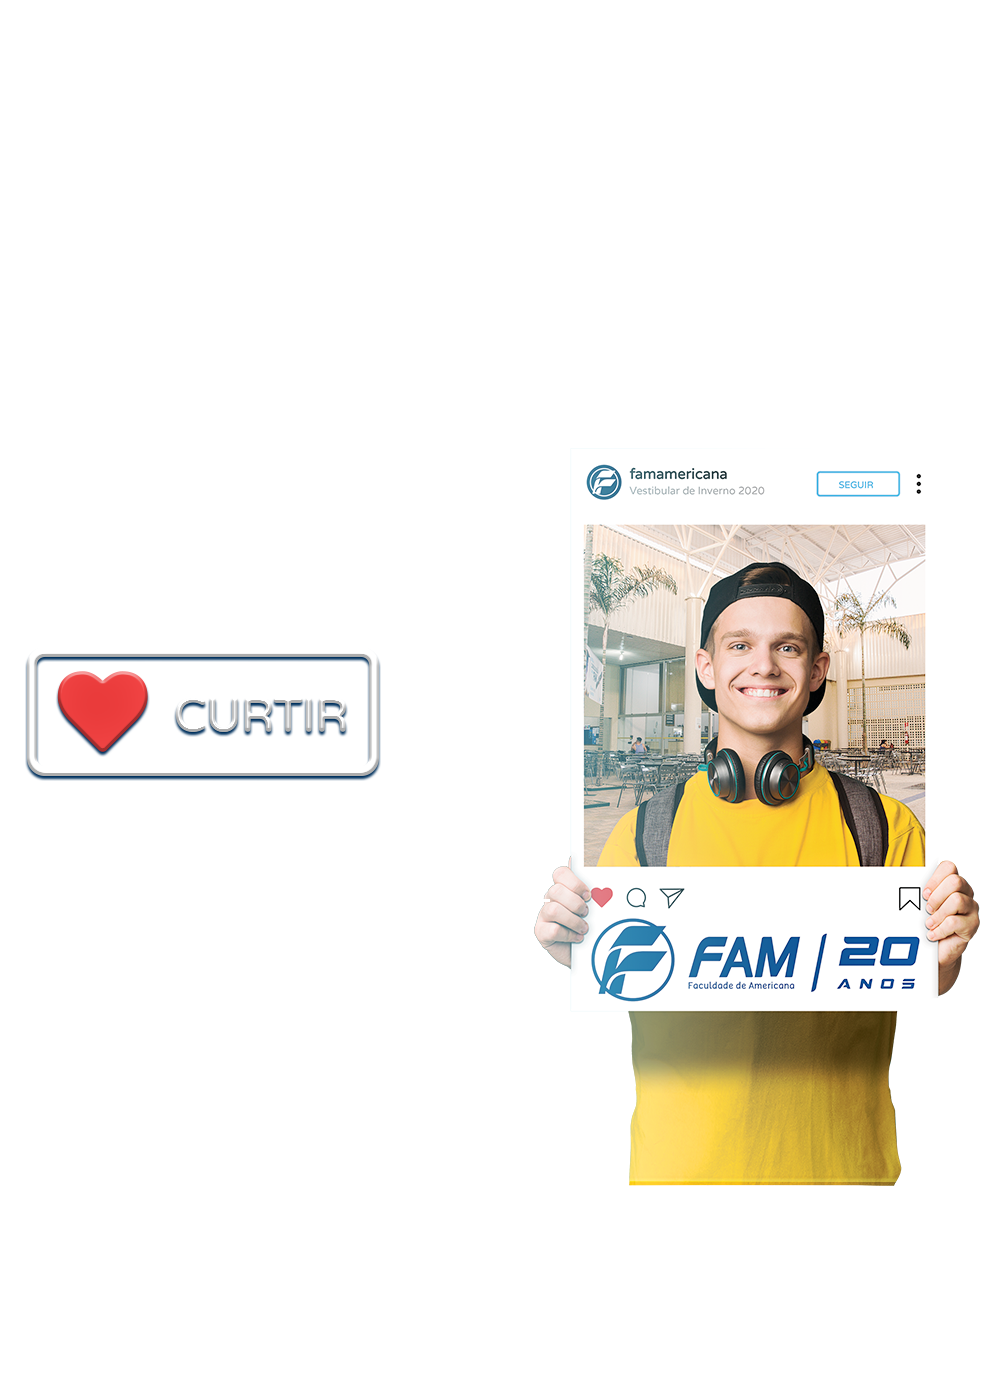 famamericana
Vestibular de Inverno 2020
SEGUIR
CURTIR
FAM
Faculdade de Americana
20
ANOS